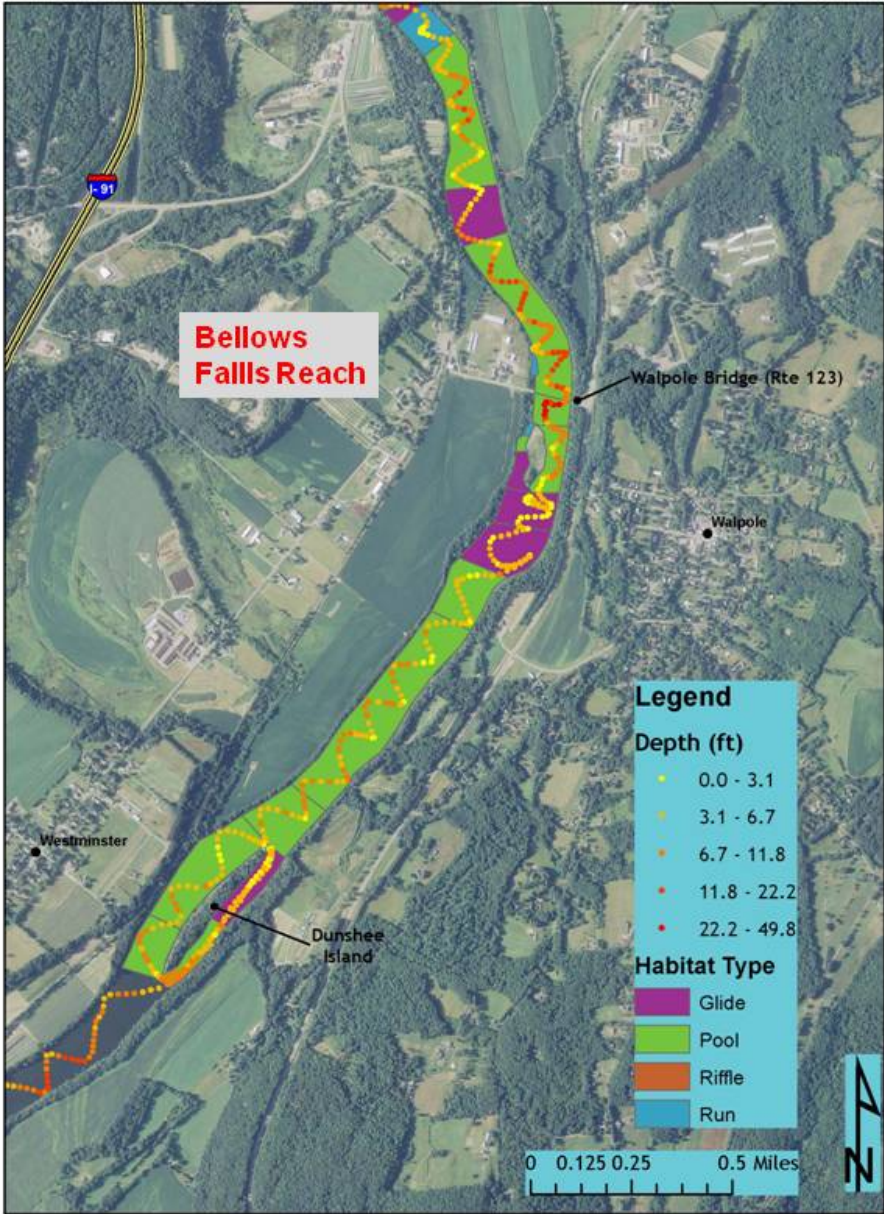 I-91
Bellows
Fallls Reach
Walpole Bridge (Rte 123)
Walpole
Legend
Depth (ft)
0.0 - 3.1
3.1 - 6.7
6.7 - 11.8
11.8 - 22.2
22.2 - 49.8
Habitat Type
Glide
Pool
Riffle
Run
Westminster
Dunshee
Island
0 0.125 0.25 0.5 Miles
N